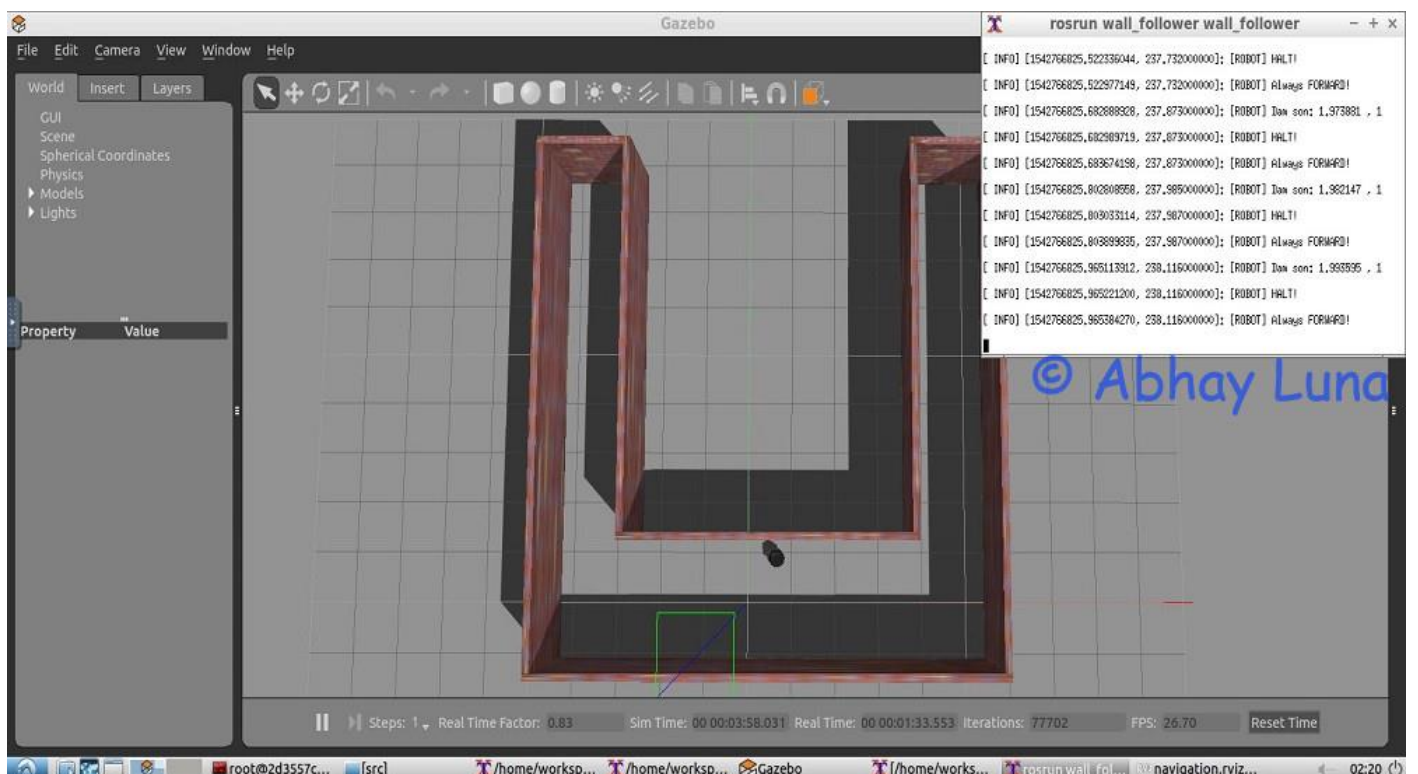 Gazebo
rosrun wall_follower wall_follower
File Edit Camera View Window Help
World Insert Layers
GUI
Scene
Spherical Coordinates
Physics
Models
Lights
Property Value
[ INFO] [1542766825.522336044, 237.732000000]: [ROBOT] HALT!
[ INFO] [1542766825.522977149, 237.732000000]: [ROBOT] Always FORWARD!
[ INFO] [1542766825.682888928, 237.873000000]: [ROBOT] Dam son: 1.973881 , 1
[ INFO] [1542766825.682989719, 237.873000000]: [ROBOT] HALT!
[ INFO] [1542766825.683674198, 237.873000000]: [ROBOT] Always FORWARD!
[ INFO] [1542766825.802808558, 237.985000000]: [ROBOT] Dam son: 1.982147 , 1
[ INFO] [1542766825.803033114, 237.987000000]: [ROBOT] HALT!
[ INFO] [1542766825.803899835, 237.987000000]: [ROBOT] Always FORWARD!
[ INFO] [1542766825.965113912, 238.116000000]: [ROBOT] Dam son: 1.993595 , 1
[ INFO] [1542766825.965221200, 238.116000000]: [ROBOT] HALT!
[ INFO] [1542766825.965384270, 238.116000000]: [ROBOT] Always FORWARD!
© Abhay Luna
Steps: 1 Real Time Factor: 0.83 Sim Time: 00 00:03:58.031 Real Time: 00 00:01:33.553 Iterations: 77702 FPS: 26.70 Reset Time
root@2d3557c... [src] /home/worksp... /home/worksp... Gazebo [/home/works... rosrun wall_fol... navigation.rviz... 02:20